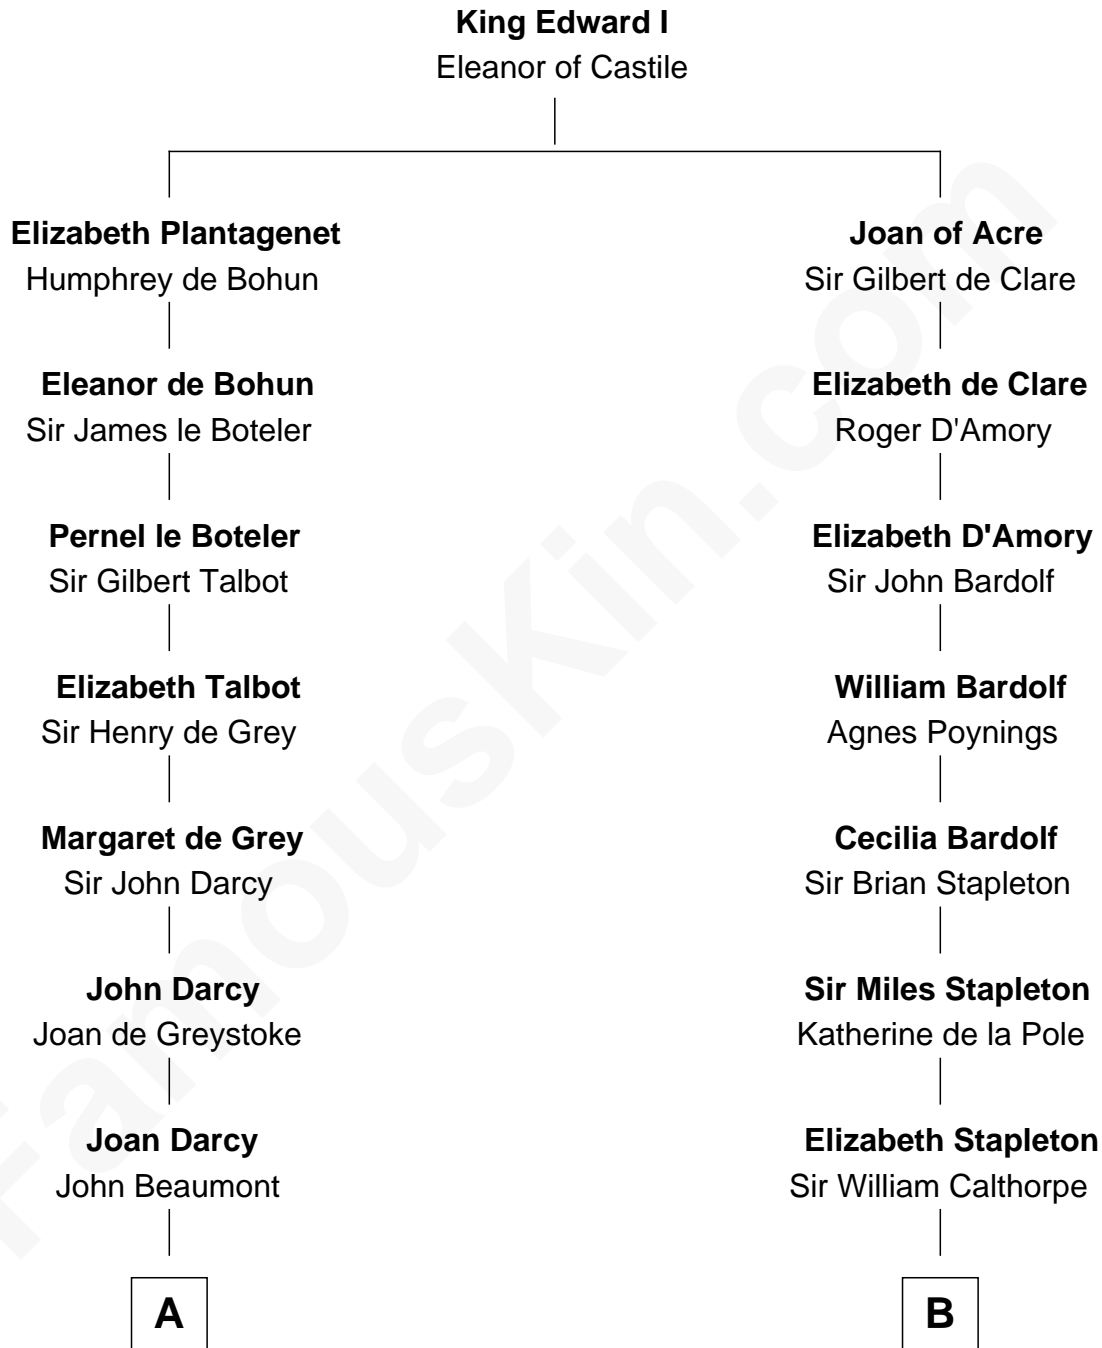 King Edward I
Eleanor of Castile
Elizabeth Plantagenet
Humphrey de Bohun
Eleanor de Bohun
Sir James le Boteler
Pernel le Boteler
Sir Gilbert Talbot
Elizabeth Talbot
Sir Henry de Grey
Margaret de Grey
Sir John Darcy
John Darcy
Joan de Greystoke
Joan Darcy
John Beaumont
A
Joan of Acre
Sir Gilbert de Clare
Elizabeth de Clare
Roger D'Amory
Elizabeth D'Amory
Sir John Bardolf
William Bardolf
Agnes Poynings
Cecilia Bardolf
Sir Brian Stapleton
Sir Miles Stapleton
Katherine de la Pole
Elizabeth Stapleton
Sir William Calthorpe
B
FamousKin.com